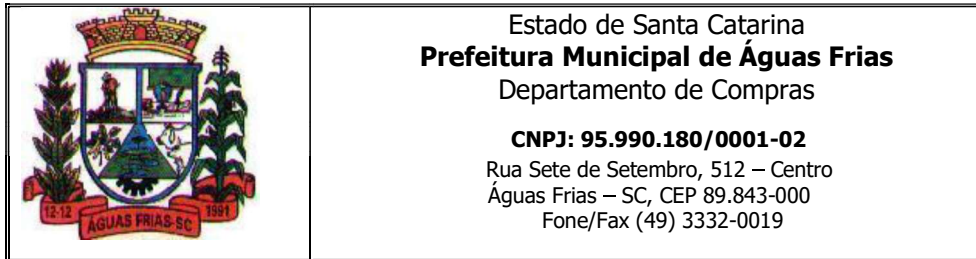 Estado de Santa Catarina
Prefeitura Municipal de Águas Frias
Departamento de Compras
CNPJ: 95.990.180/0001-02
Rua Sete de Setembro, 512 – Centro
Águas Frias – SC, CEP 89.843-000
Fone/Fax (49) 3332-0019
12-12
ÁGUAS FRIAS-SC
1991